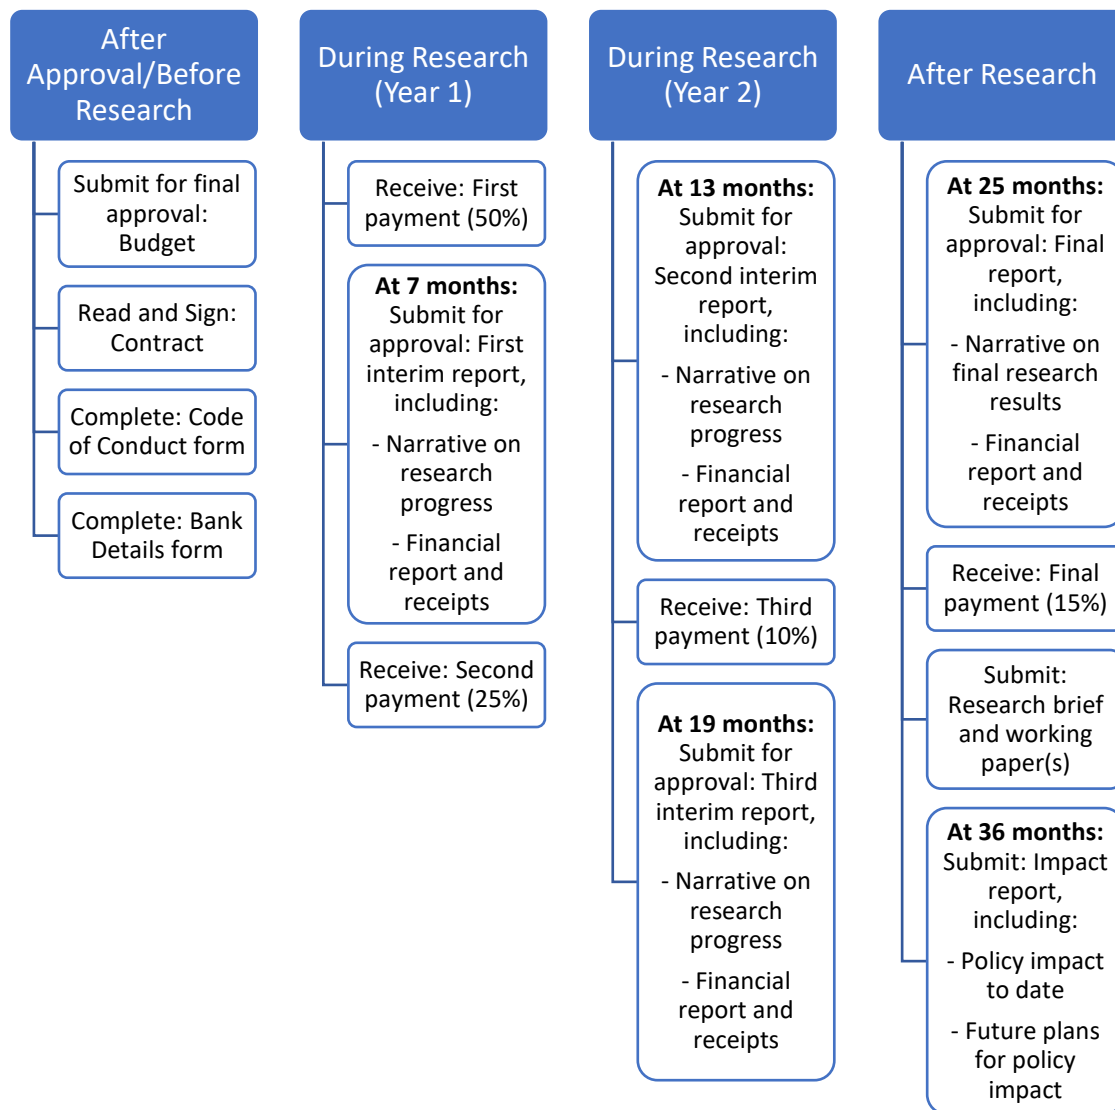 After
Approval/Before
Research
Submit for final
approval:
Budget
Read and Sign:
Contract
Complete: Code
of Conduct form
Complete: Bank
Details form
During Research
(Year 1)
Receive: First
payment (50%)
At 7 months:
Submit for
approval: First
interim report,
including:
- Narrative on
research
progress
- Financial
report and
receipts
Receive: Second
payment (25%)
During Research
(Year 2)
At 13 months:
Submit for
approval:
Second interim
report,
including:
- Narrative on
research
progress
- Financial
report and
receipts
Receive: Third
payment (10%)
At 19 months:
Submit for
approval: Third
interim report,
including:
- Narrative on
research
progress
- Financial
report and
receipts
After Research
At 25 months:
Submit for
approval: Final
report,
including:
- Narrative on
final research
results
- Financial
report and
receipts
Receive: Final
payment (15%)
Submit:
Research brief
and working
paper(s)
At 36 months:
Submit: Impact
report,
including:
- Policy impact
to date
- Future plans
for policy
impact